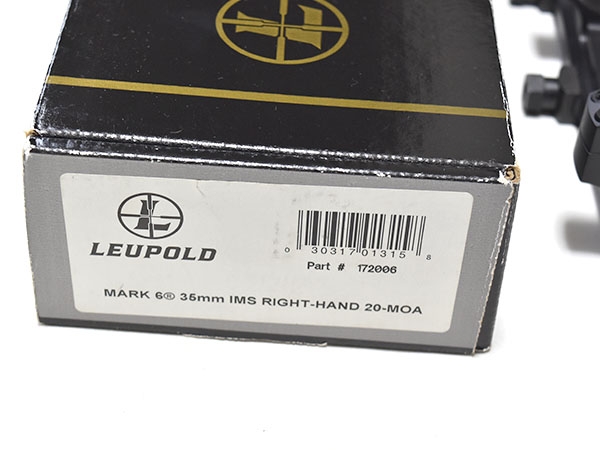 LEUPOLD
0 30317 01315 8
Part # 172006
MARK 6® 35mm IMS RIGHT-HAND 20-MOA